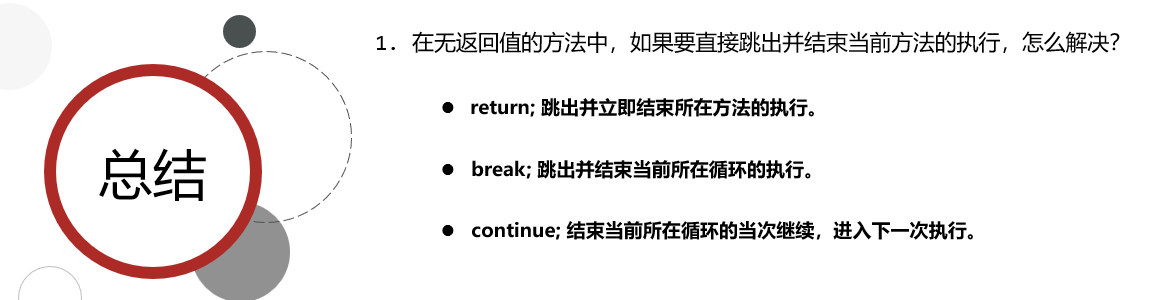 总结
1. 在无返回值的方法中，如果要直接跳出并结束当前方法的执行，怎么解决？
● return; 跳出并立即结束所在方法的执行。
● break; 跳出并结束当前所在循环的执行。
● continue; 结束当前所在循环的当次继续，进入下一次执行。